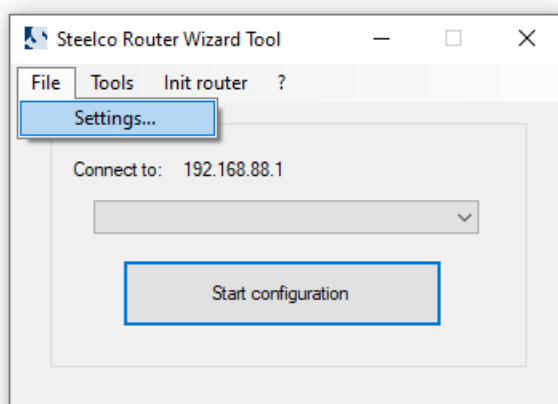 Steelco Router Wizard Tool
File Tools Init router ?
Settings...
Connect to: 192.168.88.1
Start configuration